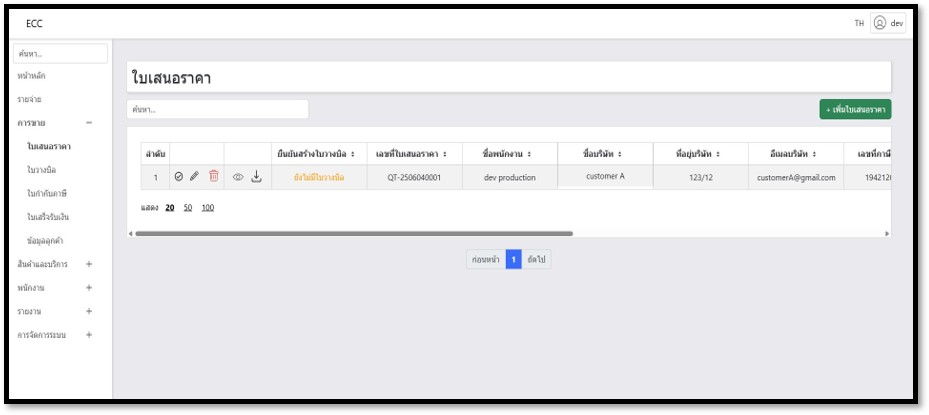 ECC
TH
dev
ค้นหา...
หน้าหลัก
รายจ่าย
การขาย −
ใบเสนอราคา
ใบวางบิล
ใบกำกับภาษี
ใบเสร็จรับเงิน
ข้อมูลลูกค้า
สินค้าและบริการ +
พนักงาน +
รายงาน +
การจัดการระบบ +
ใบเสนอราคา
ค้นหา...
+ เพิ่มใบเสนอราคา
ลำดับ ยืนยันสร้างใบวางบิล เลขที่ใบเสนอราคา ชื่อพนักงาน ชื่อบริษัท ที่อยู่บริษัท อีเมลบริษัท เลขที่ภาษี
1 ยังไม่มีใบวางบิล QT-2506040001 dev production customer A 123/12 customerA@gmail.com 194212
แสดง 20 50 100
ก่อนหน้า 1 ถัดไป